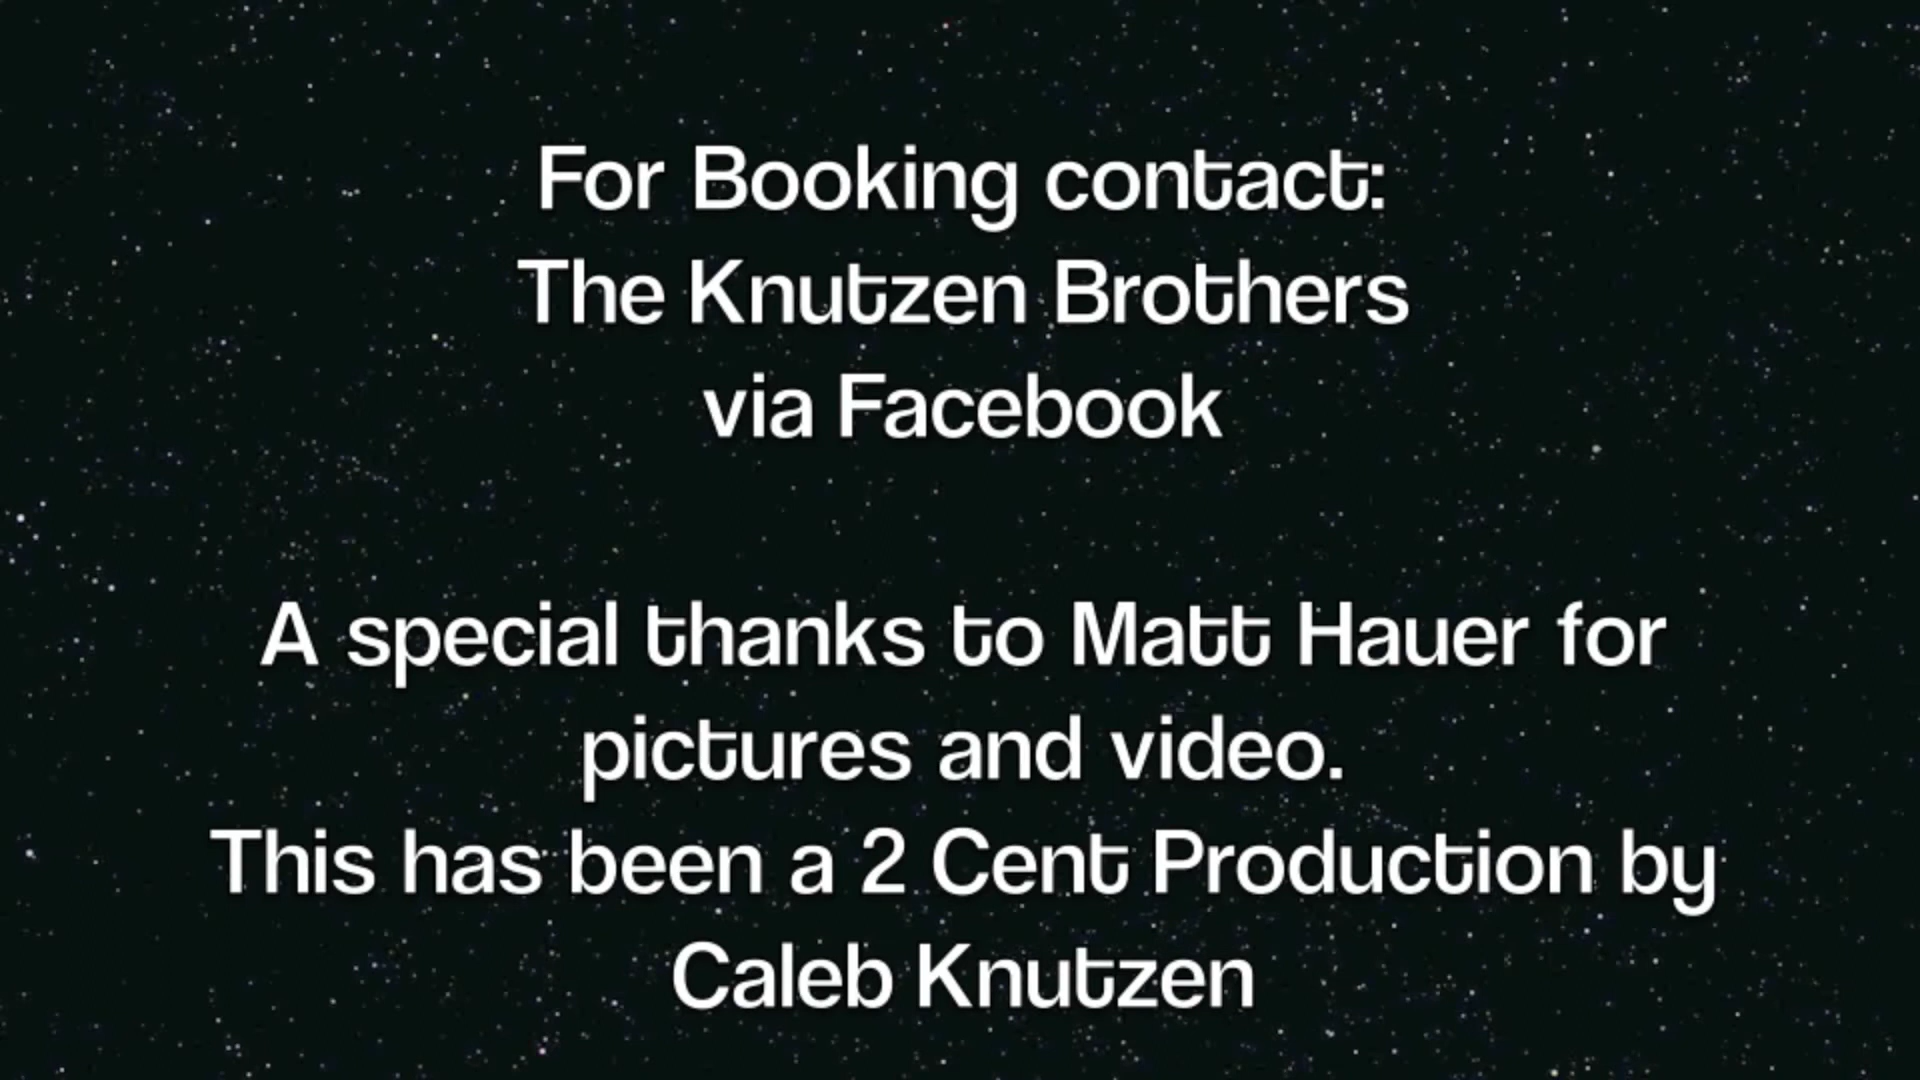 For Booking contact:
The Knutzen Brothers
via Facebook
A special thanks to Matt Hauer for
pictures and video.
This has been a 2 Cent Production by
Caleb Knutzen